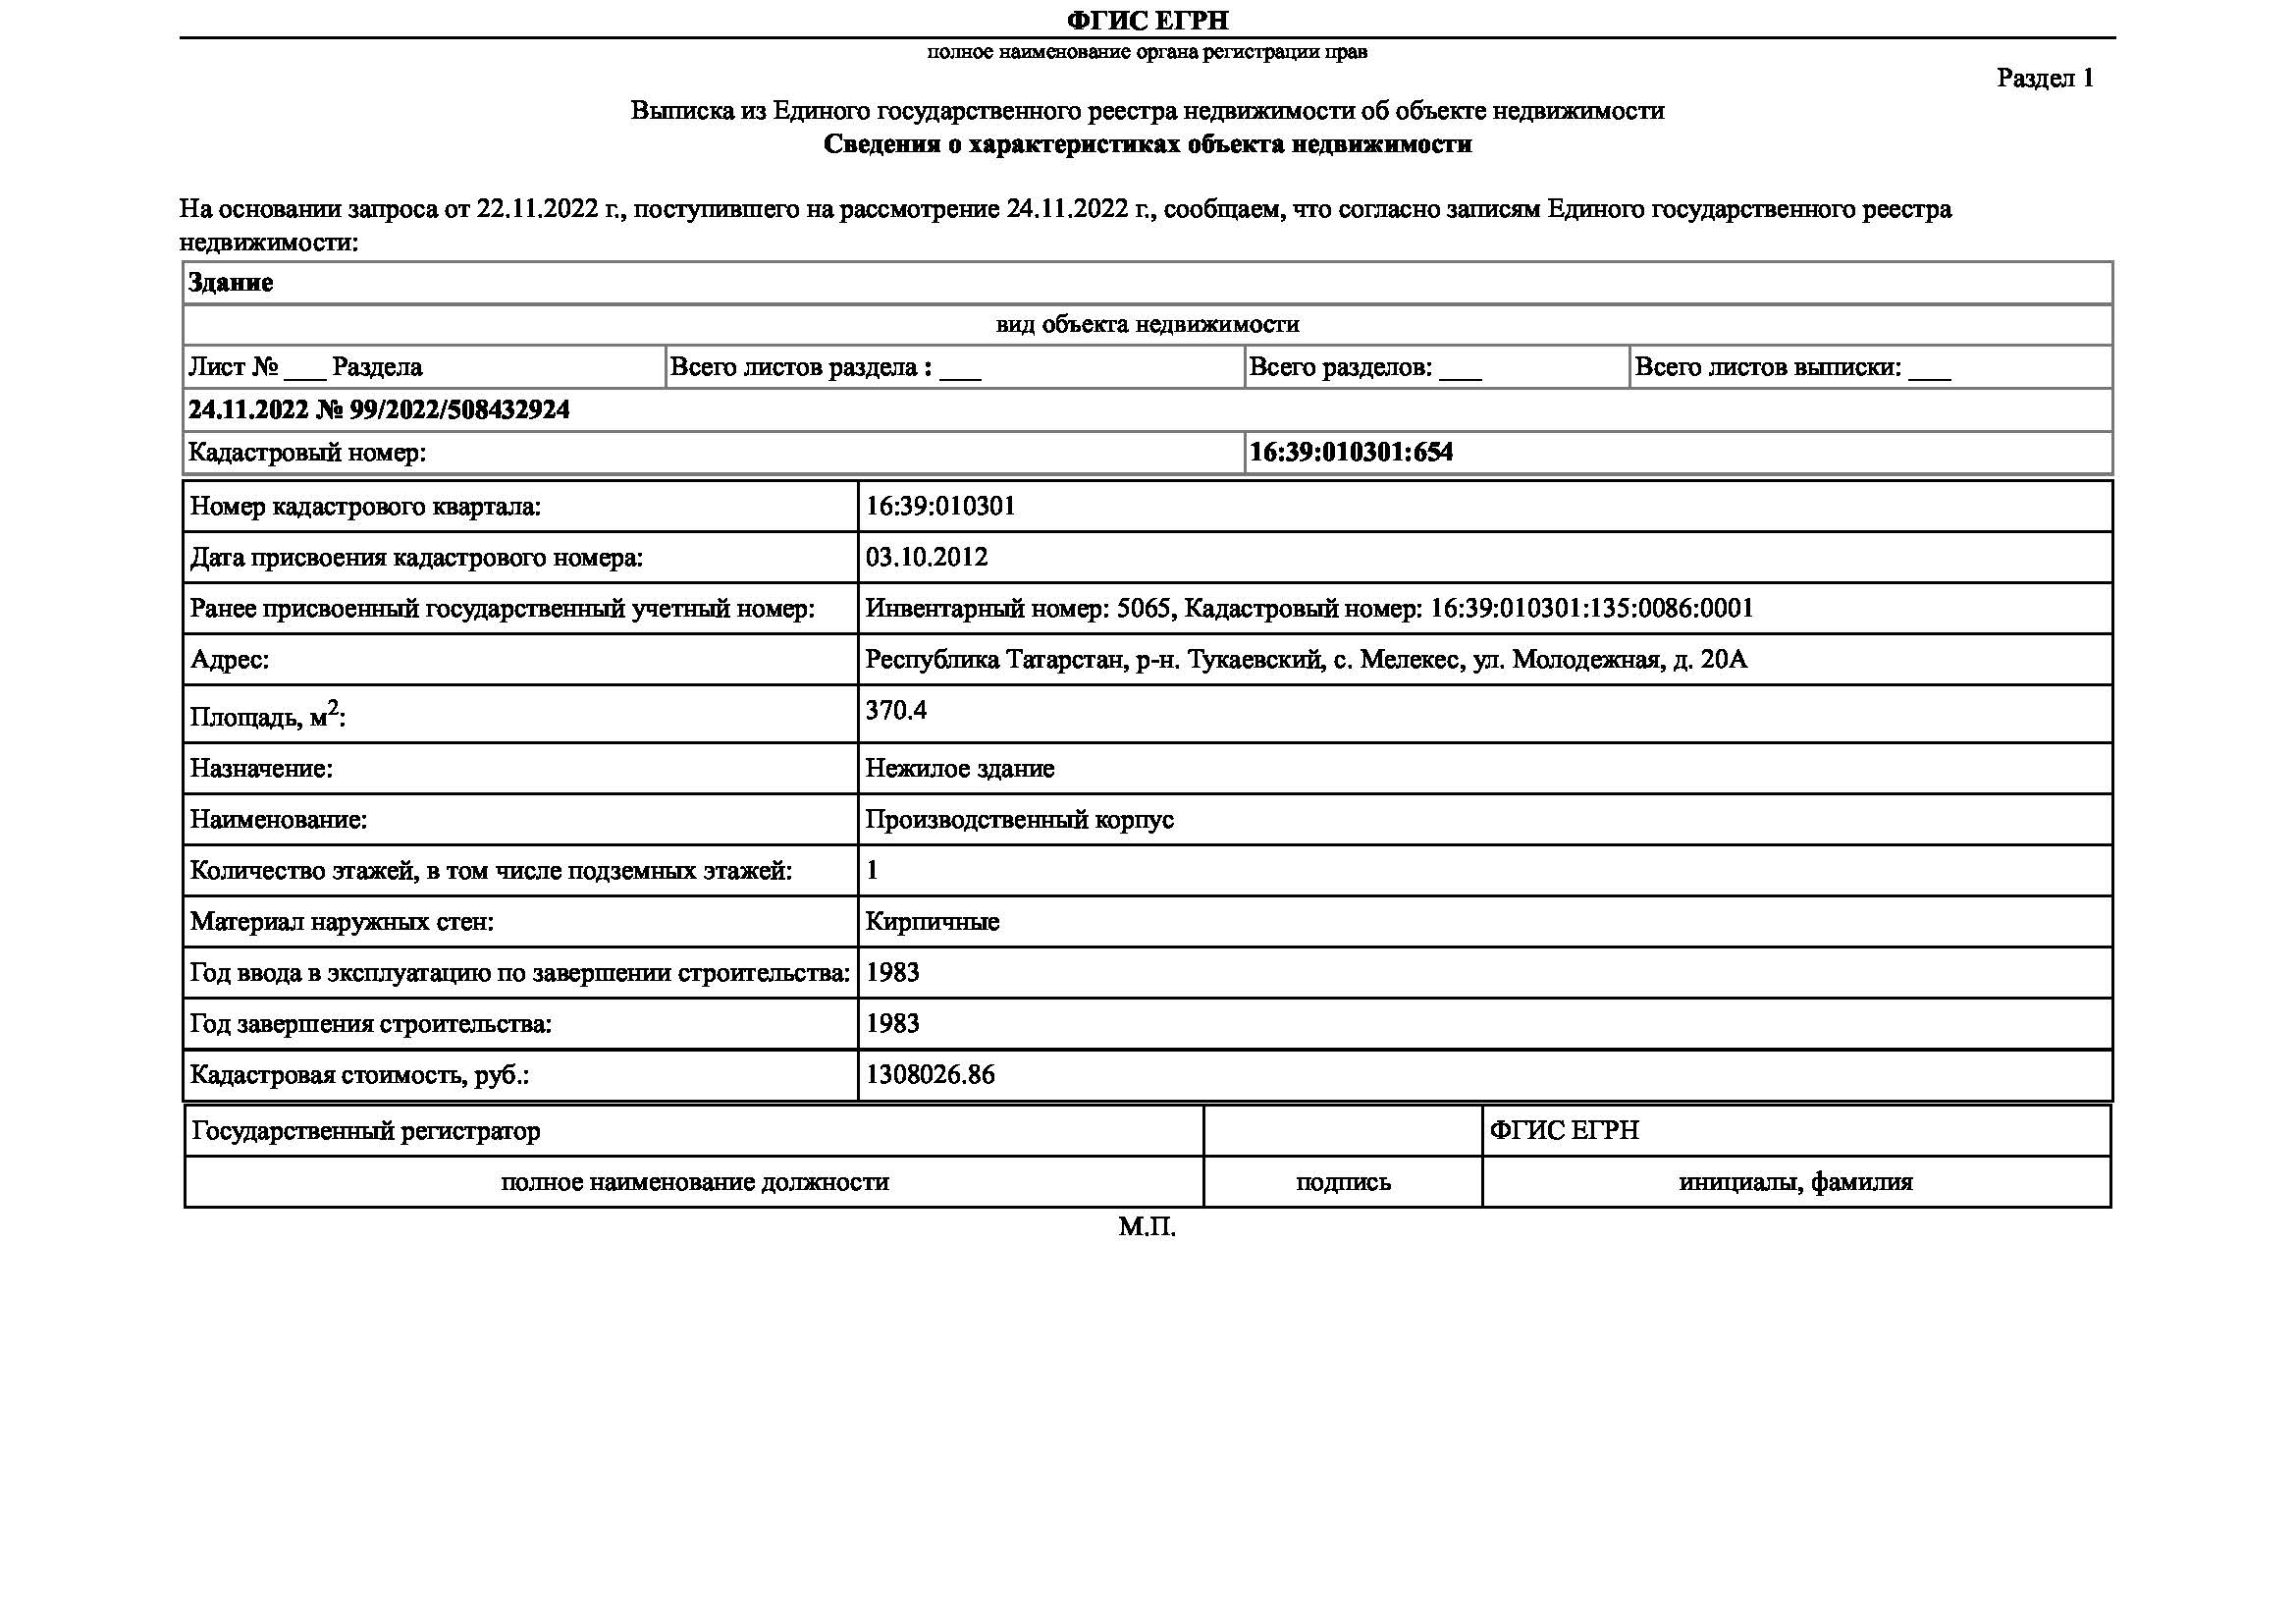 ФГИС ЕГРН
полное наименование органа регистрации прав
Раздел 1
Выписка из Единого государственного реестра недвижимости об объекте недвижимости
Сведения о характеристиках объекта недвижимости
На основании запроса от 22.11.2022 г., поступившего на рассмотрение 24.11.2022 г., сообщаем, что согласно записям Единого государственного реестра
недвижимости:
Здание
вид объекта недвижимости
Лист № ___ Раздела Всего листов раздела : ___ Всего разделов: ___ Всего листов выписки: ___
24.11.2022 № 99/2022/508432924
Кадастровый номер: 16:39:010301:654
Номер кадастрового квартала: 16:39:010301
Дата присвоения кадастрового номера: 03.10.2012
Ранее присвоенный государственный учетный номер: Инвентарный номер: 5065, Кадастровый номер: 16:39:010301:135:0086:0001
Адрес: Республика Татарстан, р-н. Тукаевский, с. Мелекес, ул. Молодежная, д. 20А
Площадь, м²: 370.4
Назначение: Нежилое здание
Наименование: Производственный корпус
Количество этажей, в том числе подземных этажей: 1
Материал наружных стен: Кирпичные
Год ввода в эксплуатацию по завершении строительства: 1983
Год завершения строительства: 1983
Кадастровая стоимость, руб.: 1308026.86
Государственный регистратор ФГИС ЕГРН
полное наименование должности подпись инициалы, фамилия
М.П.